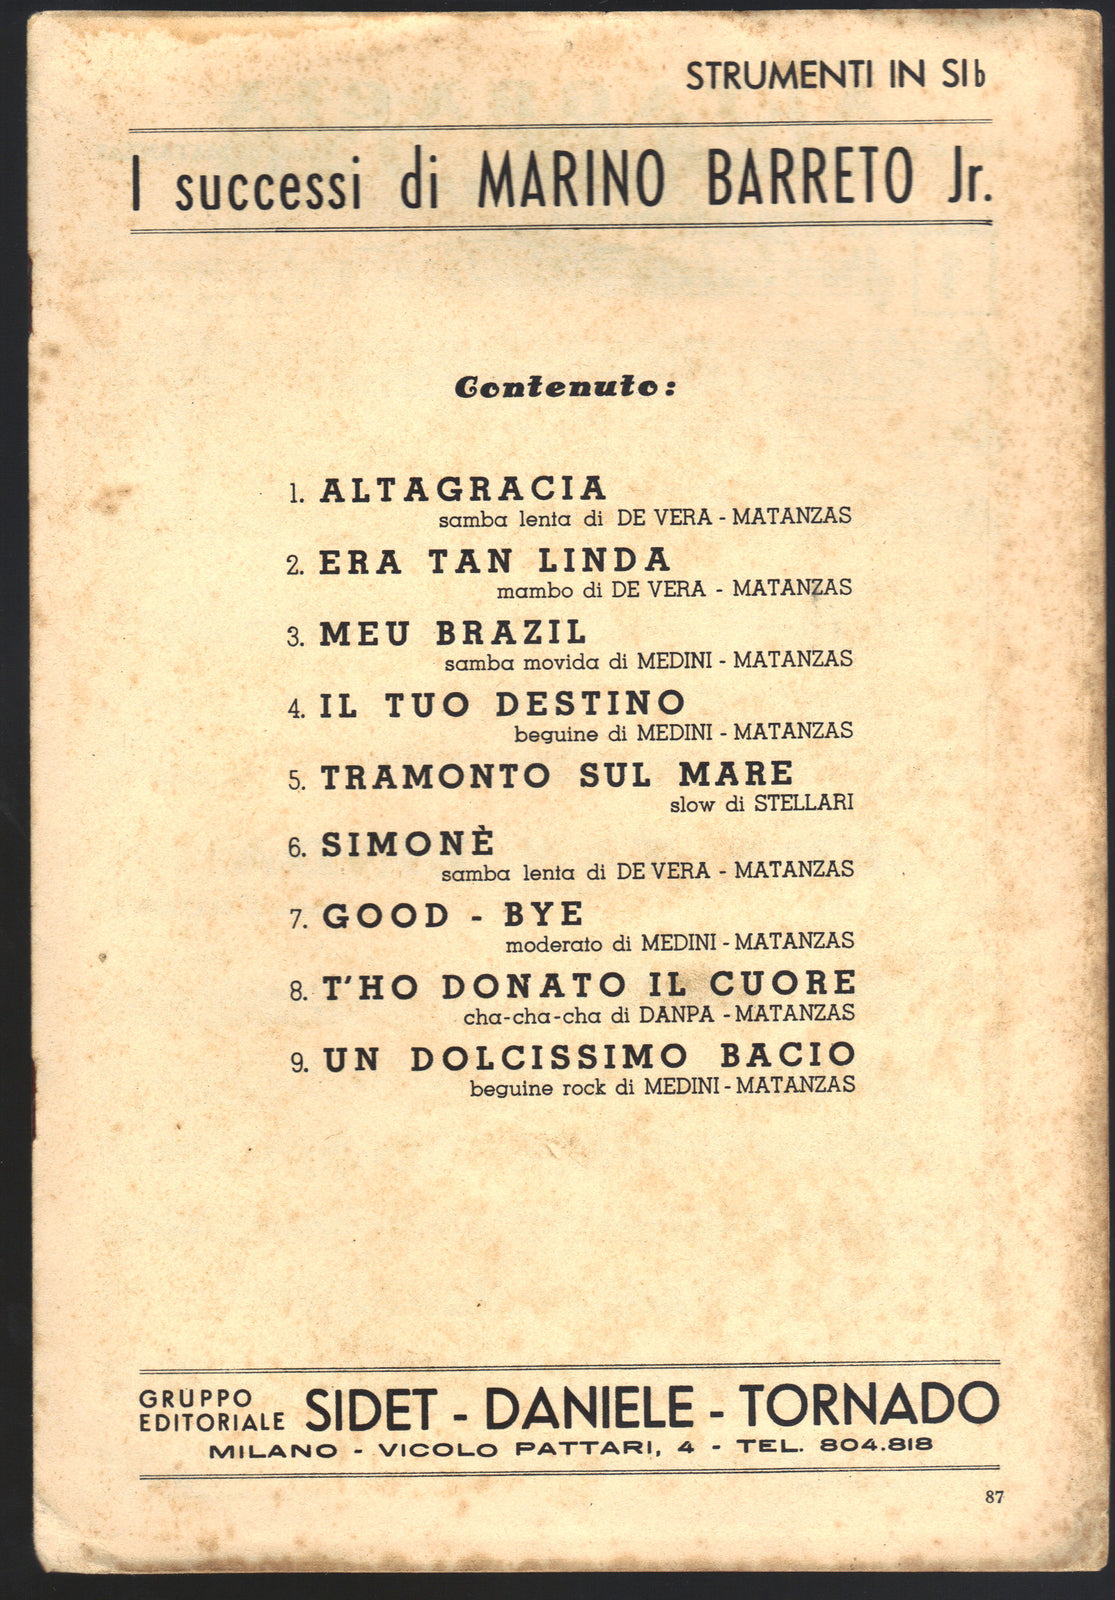 STRUMENTI IN SIb
I successi di MARINO BARRETO Jr.
Contenuto:
1. ALTAGRACIA
samba lenta di DE VERA - MATANZAS
2. ERA TAN LINDA
mambo di DE VERA - MATANZAS
3. MEU BRAZIL
samba movida di MEDINI - MATANZAS
4. IL TUO DESTINO
beguine di MEDINI - MATANZAS
5. TRAMONTO SUL MARE
slow di STELLARI
6. SIMONÈ
samba lenta di DE VERA - MATANZAS
7. GOOD - BYE
moderato di MEDINI - MATANZAS
8. T'HO DONATO IL CUORE
cha-cha-cha di DANPA - MATANZAS
9. UN DOLCISSIMO BACIO
beguine rock di MEDINI - MATANZAS
GRUPPO EDITORIALE SIDET - DANIELE - TORNADO
MILANO - VICOLO PATTARI, 4 - TEL. 804.818
87